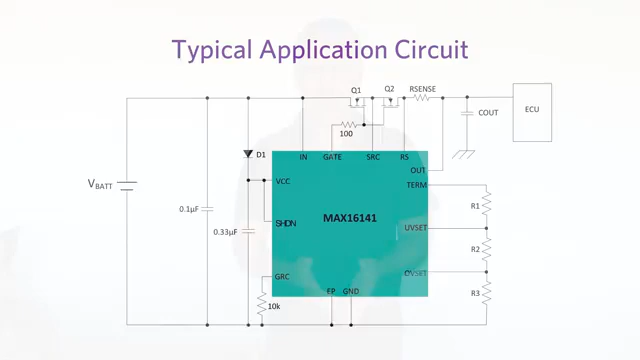 Typical Application Circuit
Q1
Q2
RSENSE
100
COUT
ECU
IN
GATE
SRC
RS
OUT
D1
VCC
TERM
VBATT
MAX16141
R1
0.1µF
0.33µF
SHDN
UVSET
R2
GRC
OVSET
10k
EP
GND
R3